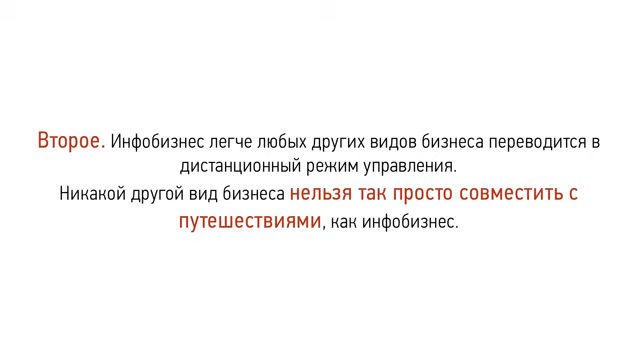 Второе. Инфобизнес легче любых других видов бизнеса переводится в
дистанционный режим управления.
Никакой другой вид бизнеса нельзя так просто совместить с
путешествиями, как инфобизнес.